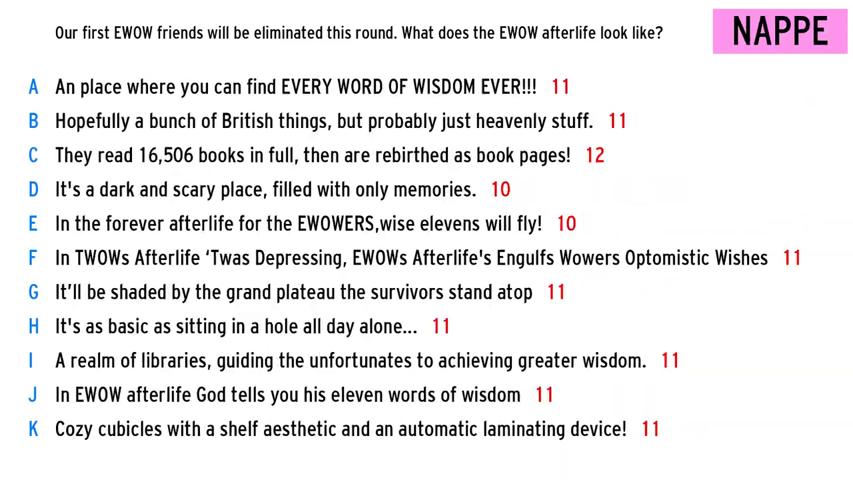 Our first EWOW friends will be eliminated this round. What does the EWOW afterlife look like?
NAPPE
A An place where you can find EVERY WORD OF WISDOM EVER!!! 11
B Hopefully a bunch of British things, but probably just heavenly stuff. 11
C They read 16,506 books in full, then are rebirthed as book pages! 12
D It's a dark and scary place, filled with only memories. 10
E In the forever afterlife for the EWOWERS,wise elevens will fly! 10
F In TWOWs Afterlife ‘Twas Depressing, EWOWs Afterlife's Engulfs Wowers Optomistic Wishes 11
G It’ll be shaded by the grand plateau the survivors stand atop 11
H It's as basic as sitting in a hole all day alone... 11
I A realm of libraries, guiding the unfortunates to achieving greater wisdom. 11
J In EWOW afterlife God tells you his eleven words of wisdom 11
K Cozy cubicles with a shelf aesthetic and an automatic laminating device! 11